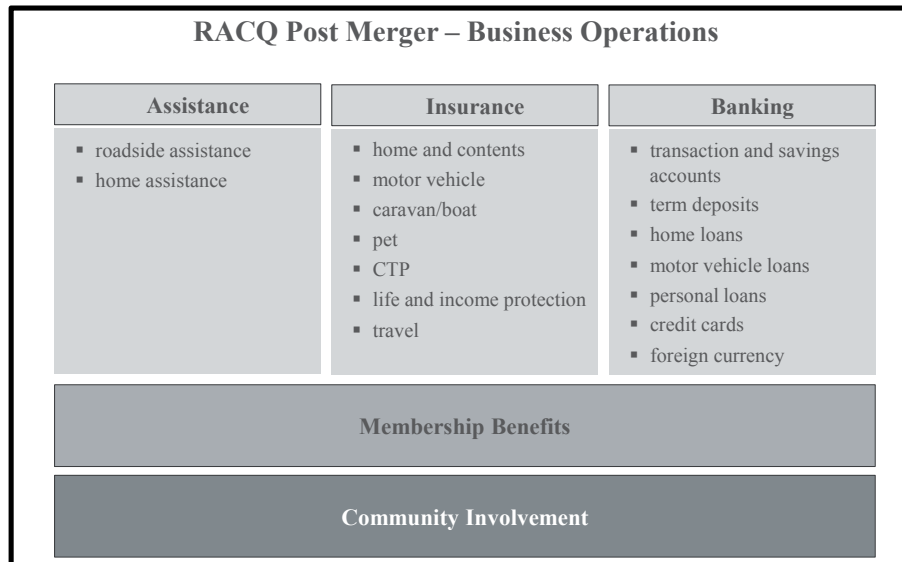 RACQ Post Merger – Business Operations
Assistance
▪ roadside assistance
▪ home assistance
Insurance
▪ home and contents
▪ motor vehicle
▪ caravan/boat
▪ pet
▪ CTP
▪ life and income protection
▪ travel
Banking
▪ transaction and savings
accounts
▪ term deposits
▪ home loans
▪ motor vehicle loans
▪ personal loans
▪ credit cards
▪ foreign currency
Membership Benefits
Community Involvement